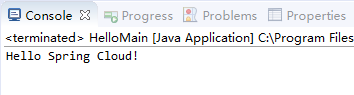 Console Progress Problems Properties
<terminated> HelloMain [Java Application] C:\Program Files
Hello Spring Cloud!